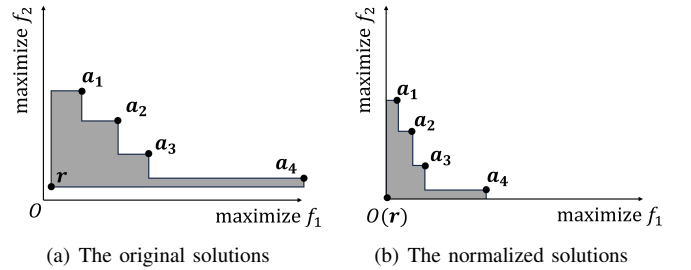 maximize f₂
a₁
a₂
a₃
a₄
r
O
maximize f₁
(a) The original solutions
maximize f₂
a₁
a₂
a₃
a₄
O(r)
maximize f₁
(b) The normalized solutions